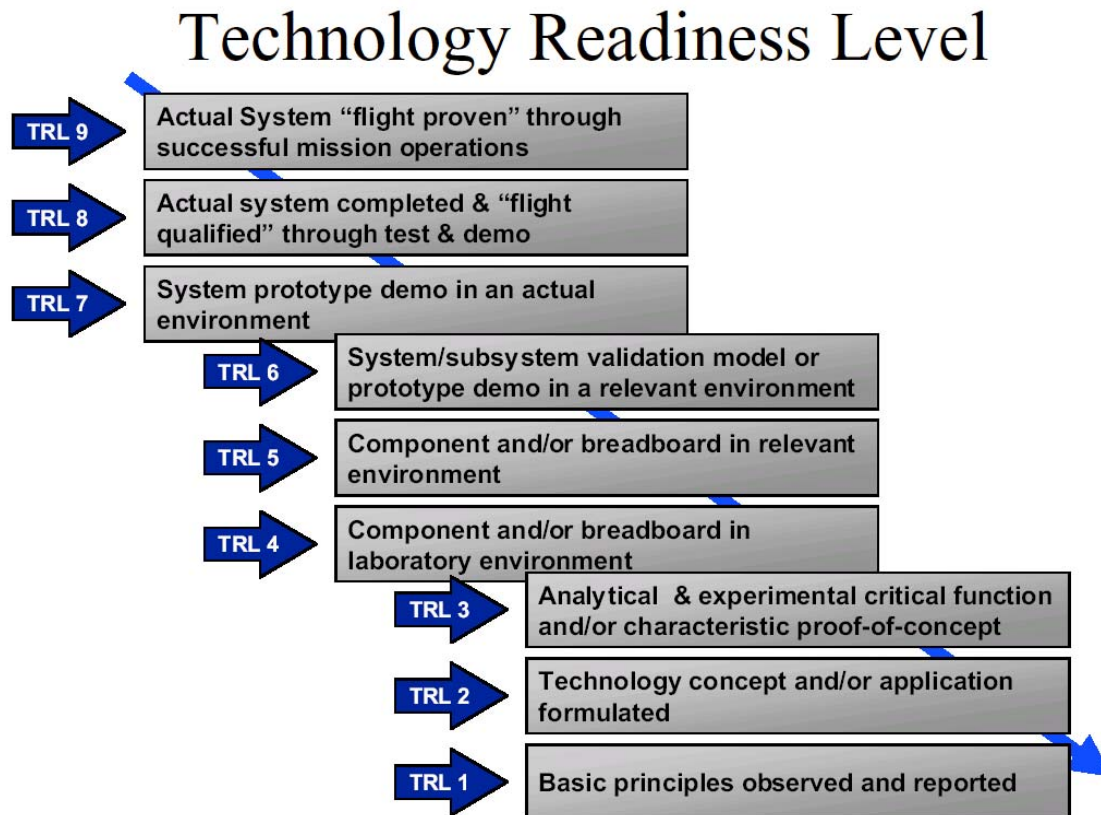 Technology Readiness Level
TRL 9
Actual System “flight proven” through
successful mission operations
TRL 8
Actual system completed & “flight
qualified” through test & demo
TRL 7
System prototype demo in an actual
environment
TRL 6
System/subsystem validation model or
prototype demo in a relevant environment
TRL 5
Component and/or breadboard in relevant
environment
TRL 4
Component and/or breadboard in
laboratory environment
TRL 3
Analytical & experimental critical function
and/or characteristic proof-of-concept
TRL 2
Technology concept and/or application
formulated
TRL 1
Basic principles observed and reported